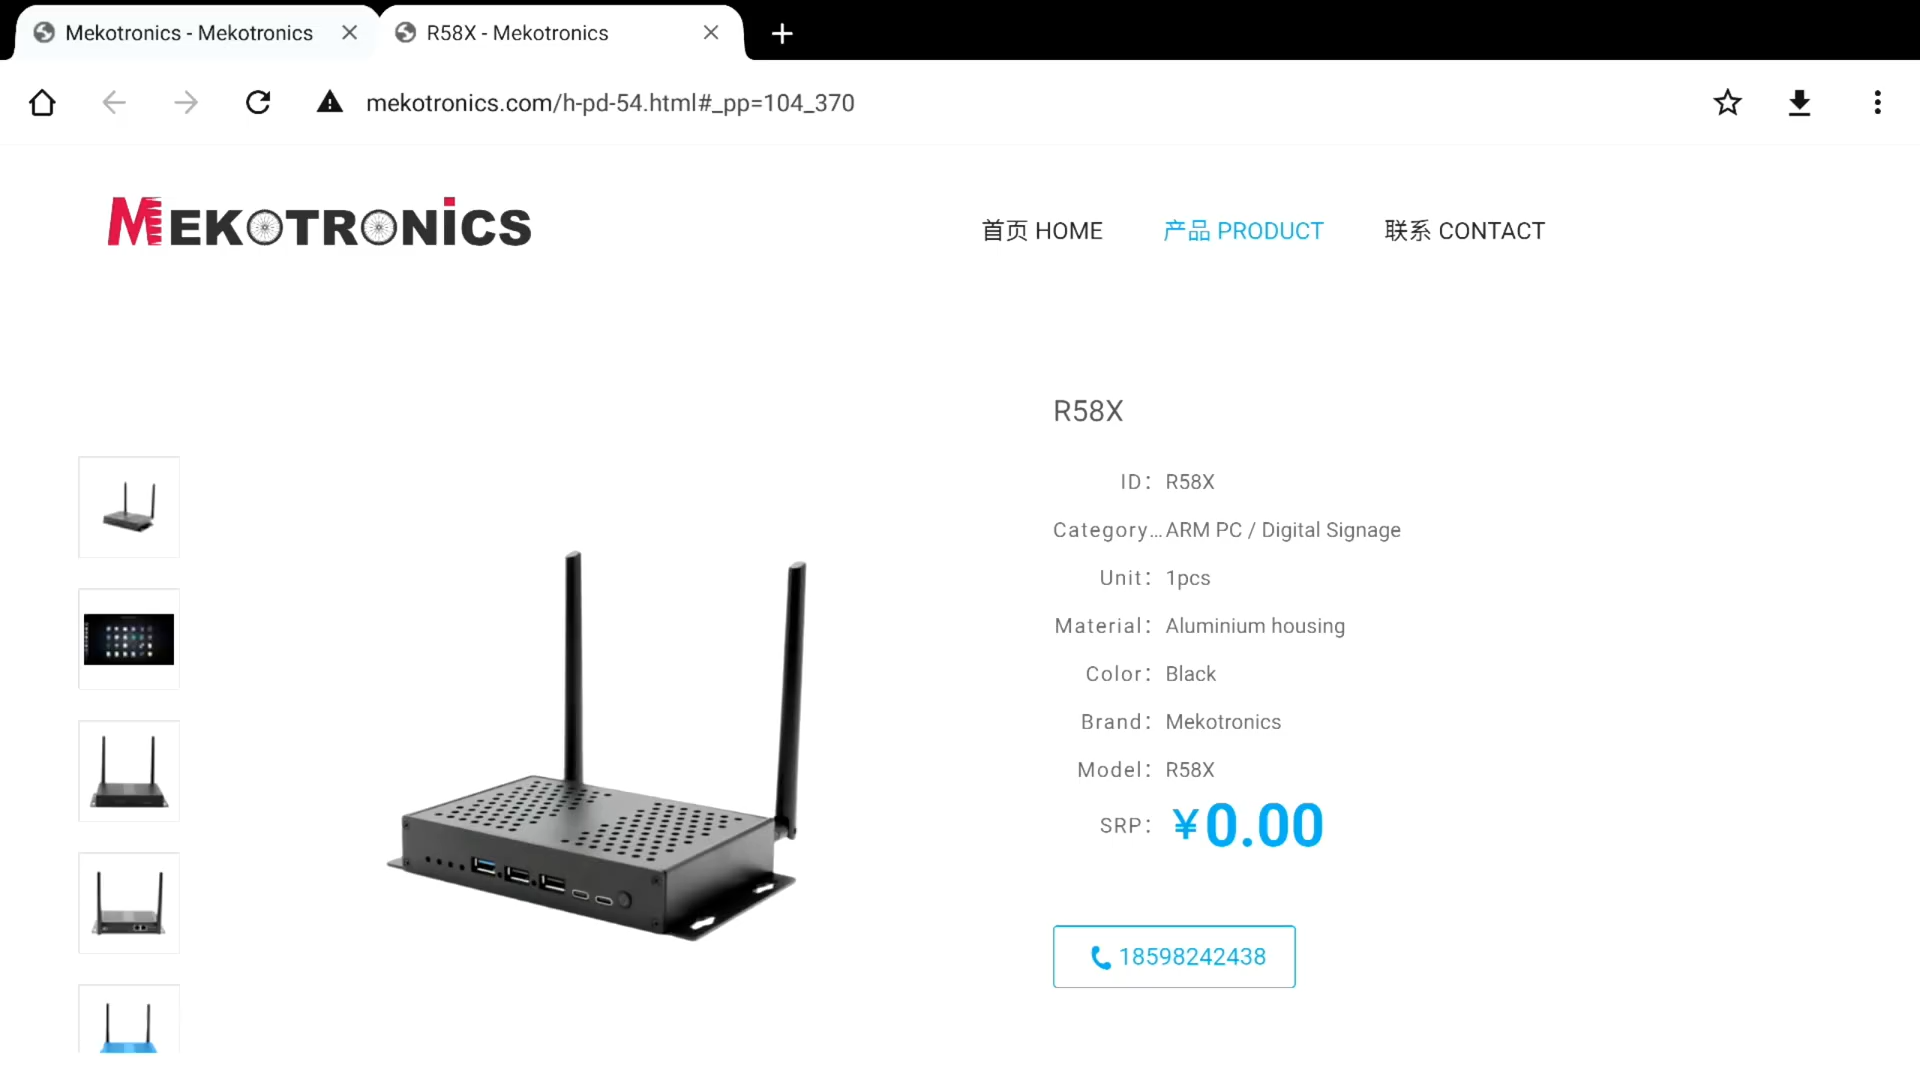 Mekotronics - Mekotronics
R58X - Mekotronics
mekotronics.com/h-pd-54.html#_pp=104_370
MEKOTRONiCS
首页 HOME
产品 PRODUCT
联系 CONTACT
R58X
ID： R58X
Category... ARM PC / Digital Signage
Unit： 1pcs
Material： Aluminium housing
Color： Black
Brand： Mekotronics
Model： R58X
SRP： ¥0.00
18598242438